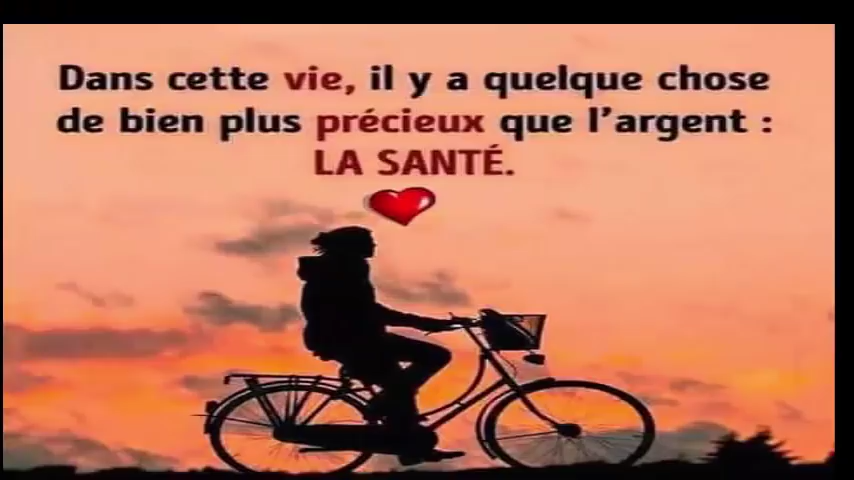 Dans cette vie, il y a quelque chose
de bien plus précieux que l'argent :
LA SANTÉ.